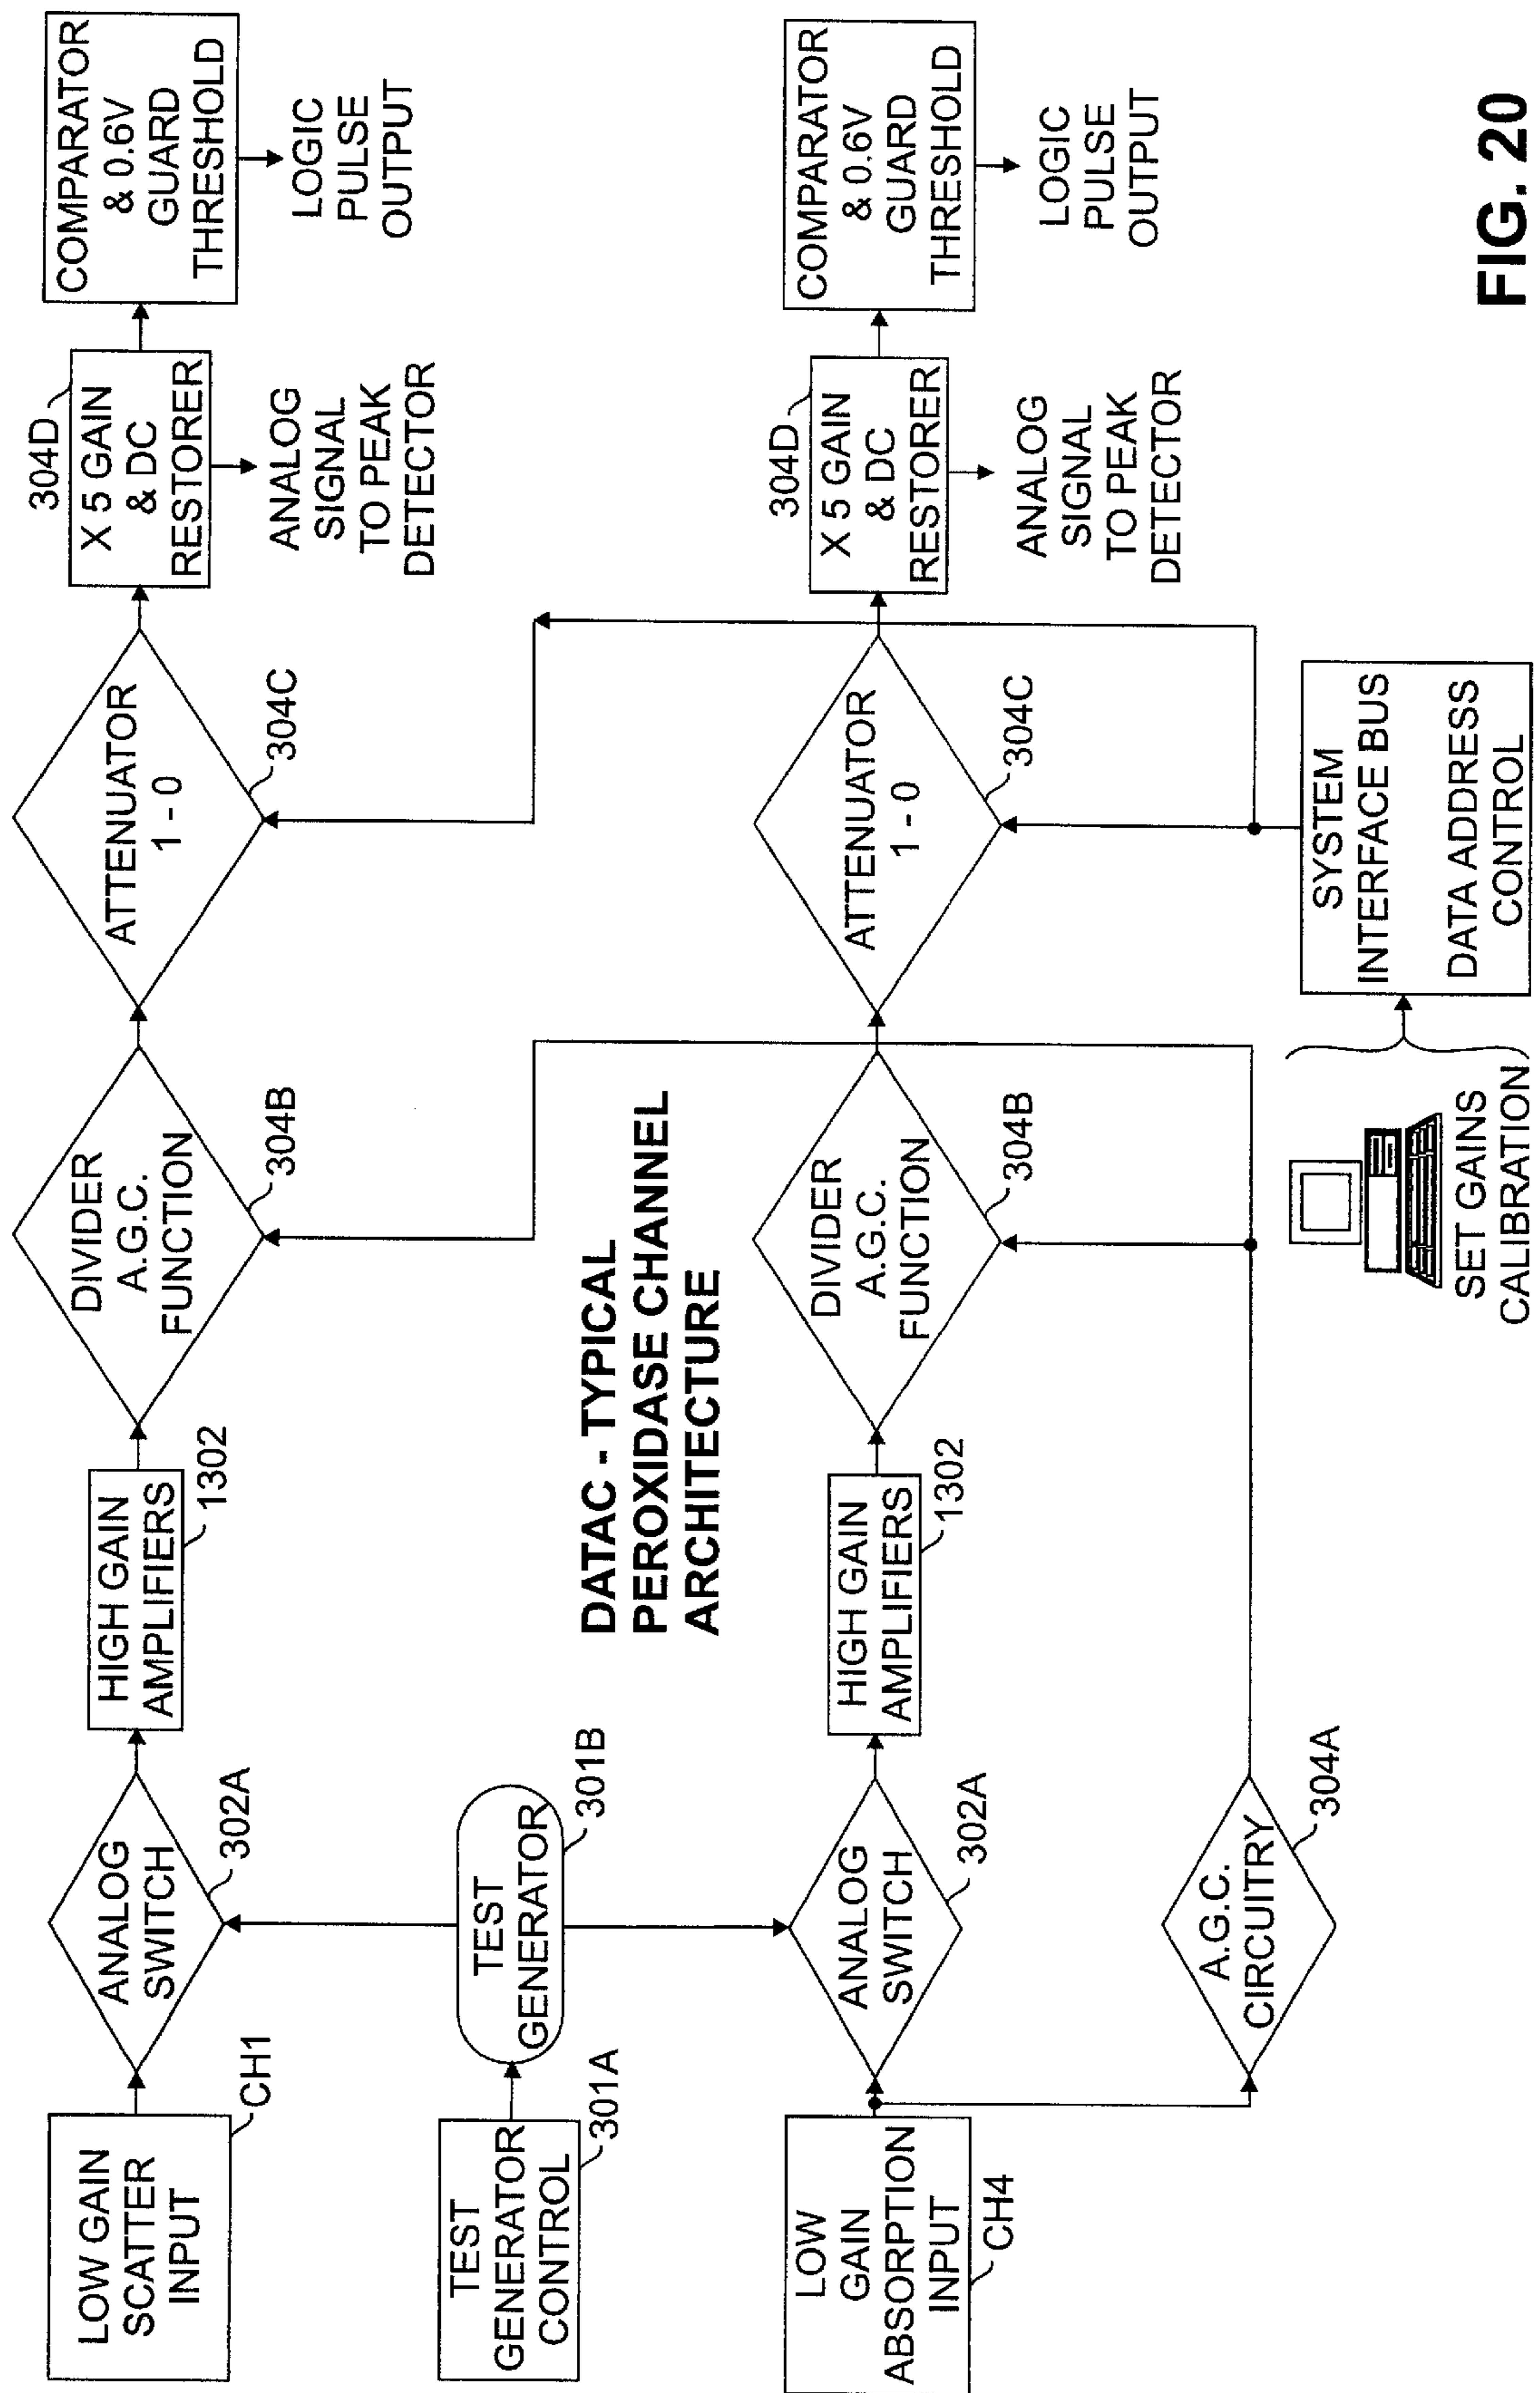 LOW GAIN
SCATTER
INPUT
CH1
ANALOG
SWITCH
302A
HIGH GAIN
AMPLIFIERS
1302
DIVIDER
A.G.C.
FUNCTION
304B
ATTENUATOR
1 - 0
304C
304D
X 5 GAIN
& DC
RESTORER
ANALOG
SIGNAL
TO PEAK
DETECTOR
COMPARATOR
& 0.6V
GUARD
THRESHOLD
LOGIC
PULSE
OUTPUT
TEST
GENERATOR
CONTROL
301A
TEST
GENERATOR
301B
DATAC - TYPICAL
PEROXIDASE CHANNEL
ARCHITECTURE
LOW
GAIN
ABSORPTION
INPUT
CH4
ANALOG
SWITCH
302A
HIGH GAIN
AMPLIFIERS
1302
DIVIDER
A.G.C.
FUNCTION
304B
ATTENUATOR
1 - 0
304C
304D
X 5 GAIN
& DC
RESTORER
ANALOG
SIGNAL
TO PEAK
DETECTOR
COMPARATOR
& 0.6V
GUARD
THRESHOLD
LOGIC
PULSE
OUTPUT
A.G.C.
CIRCUITRY
304A
SET GAINS
CALIBRATION
SYSTEM
INTERFACE BUS
DATA ADDRESS
CONTROL
FIG. 20